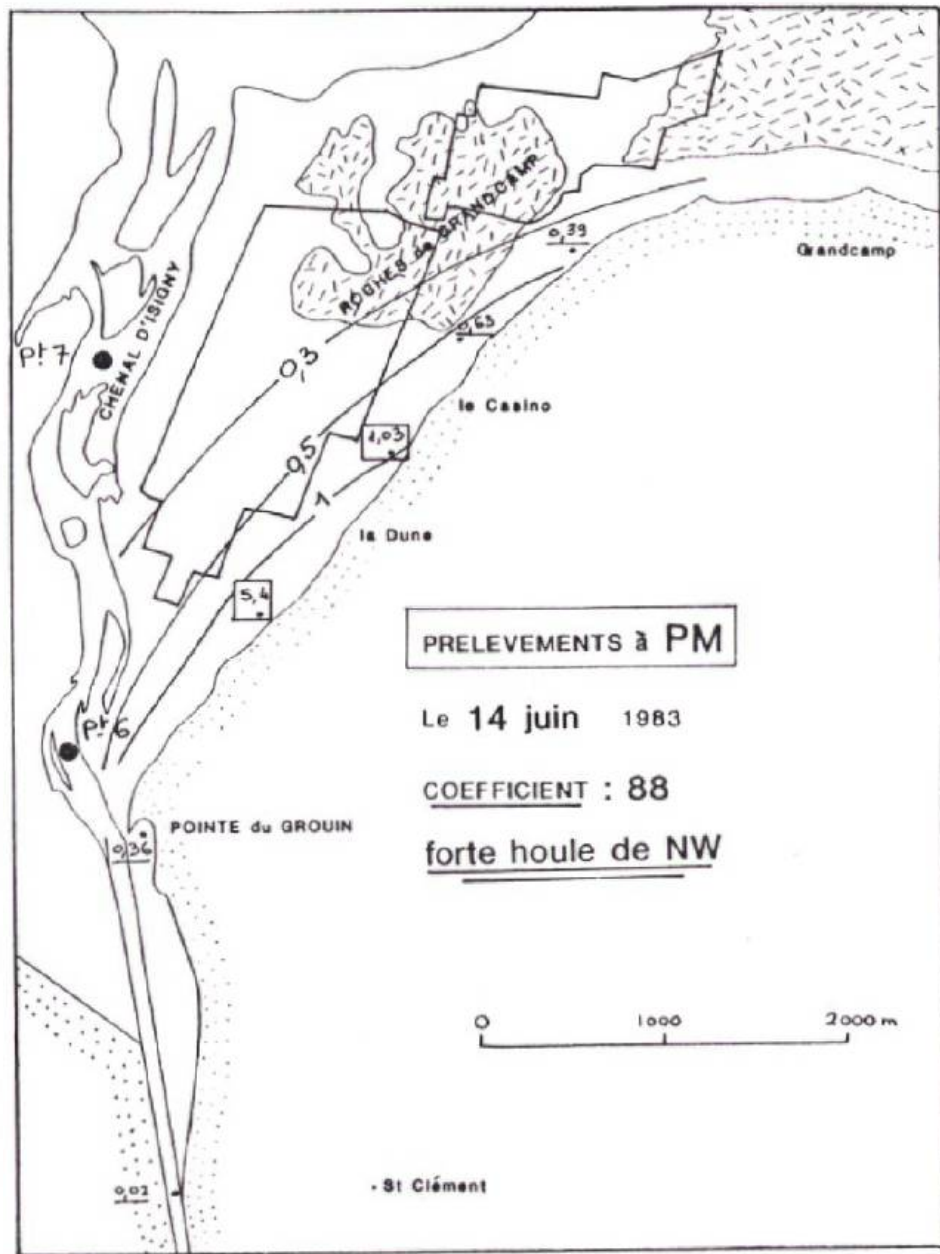 0,39
Grandcamp
ROCHES de GRANDCAMP
CHENAL D'ISIGNY
Pt 7
0,63
0,3
le Casino
1,03
0,5
1
la Dune
5,4
PRELEVEMENTS à PM
Le 14 juin 1983
Pt 6
COEFFICIENT : 88
POINTE du GROUIN
0,36
forte houle de NW
0 1000 2000 m
0,02
St Clément